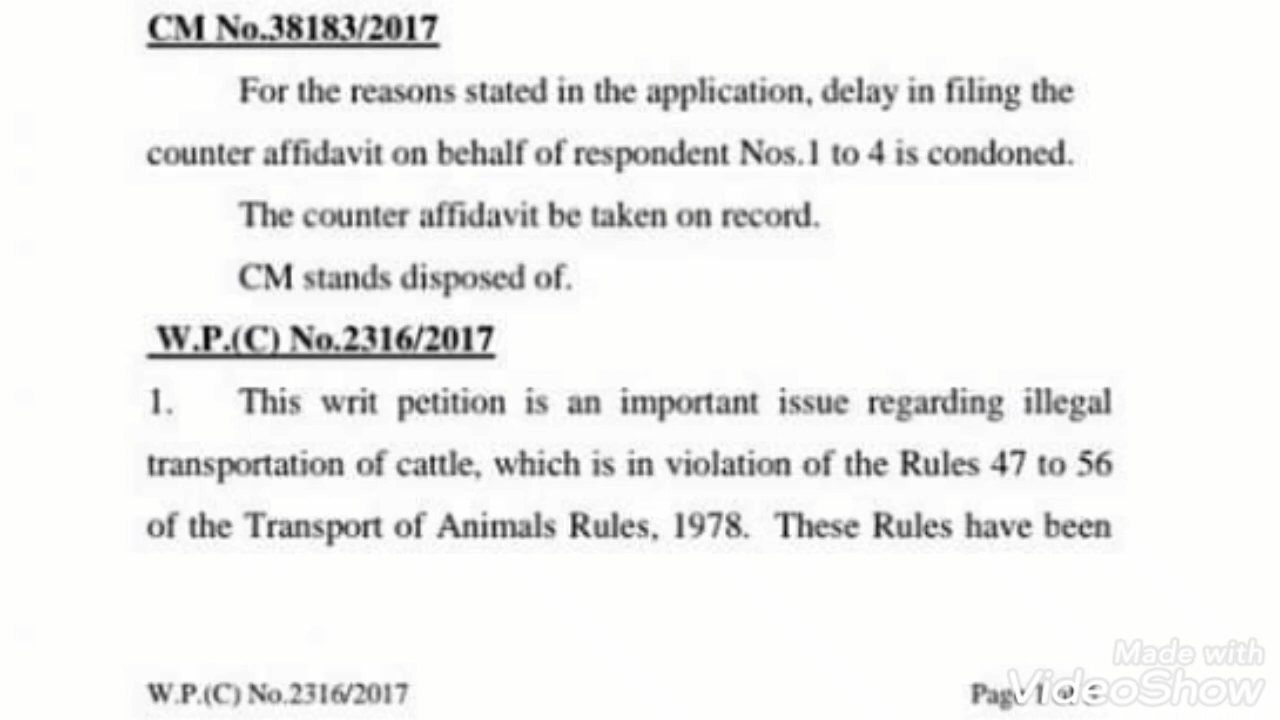 CM No.38183/2017
For the reasons stated in the application, delay in filing the
counter affidavit on behalf of respondent Nos.1 to 4 is condoned.
The counter affidavit be taken on record.
CM stands disposed of.
W.P.(C) No.2316/2017
1. This writ petition is an important issue regarding illegal
transportation of cattle, which is in violation of the Rules 47 to 56
of the Transport of Animals Rules, 1978. These Rules have been
Made with
W.P.(C) No.2316/2017 Page 1
VideoShow